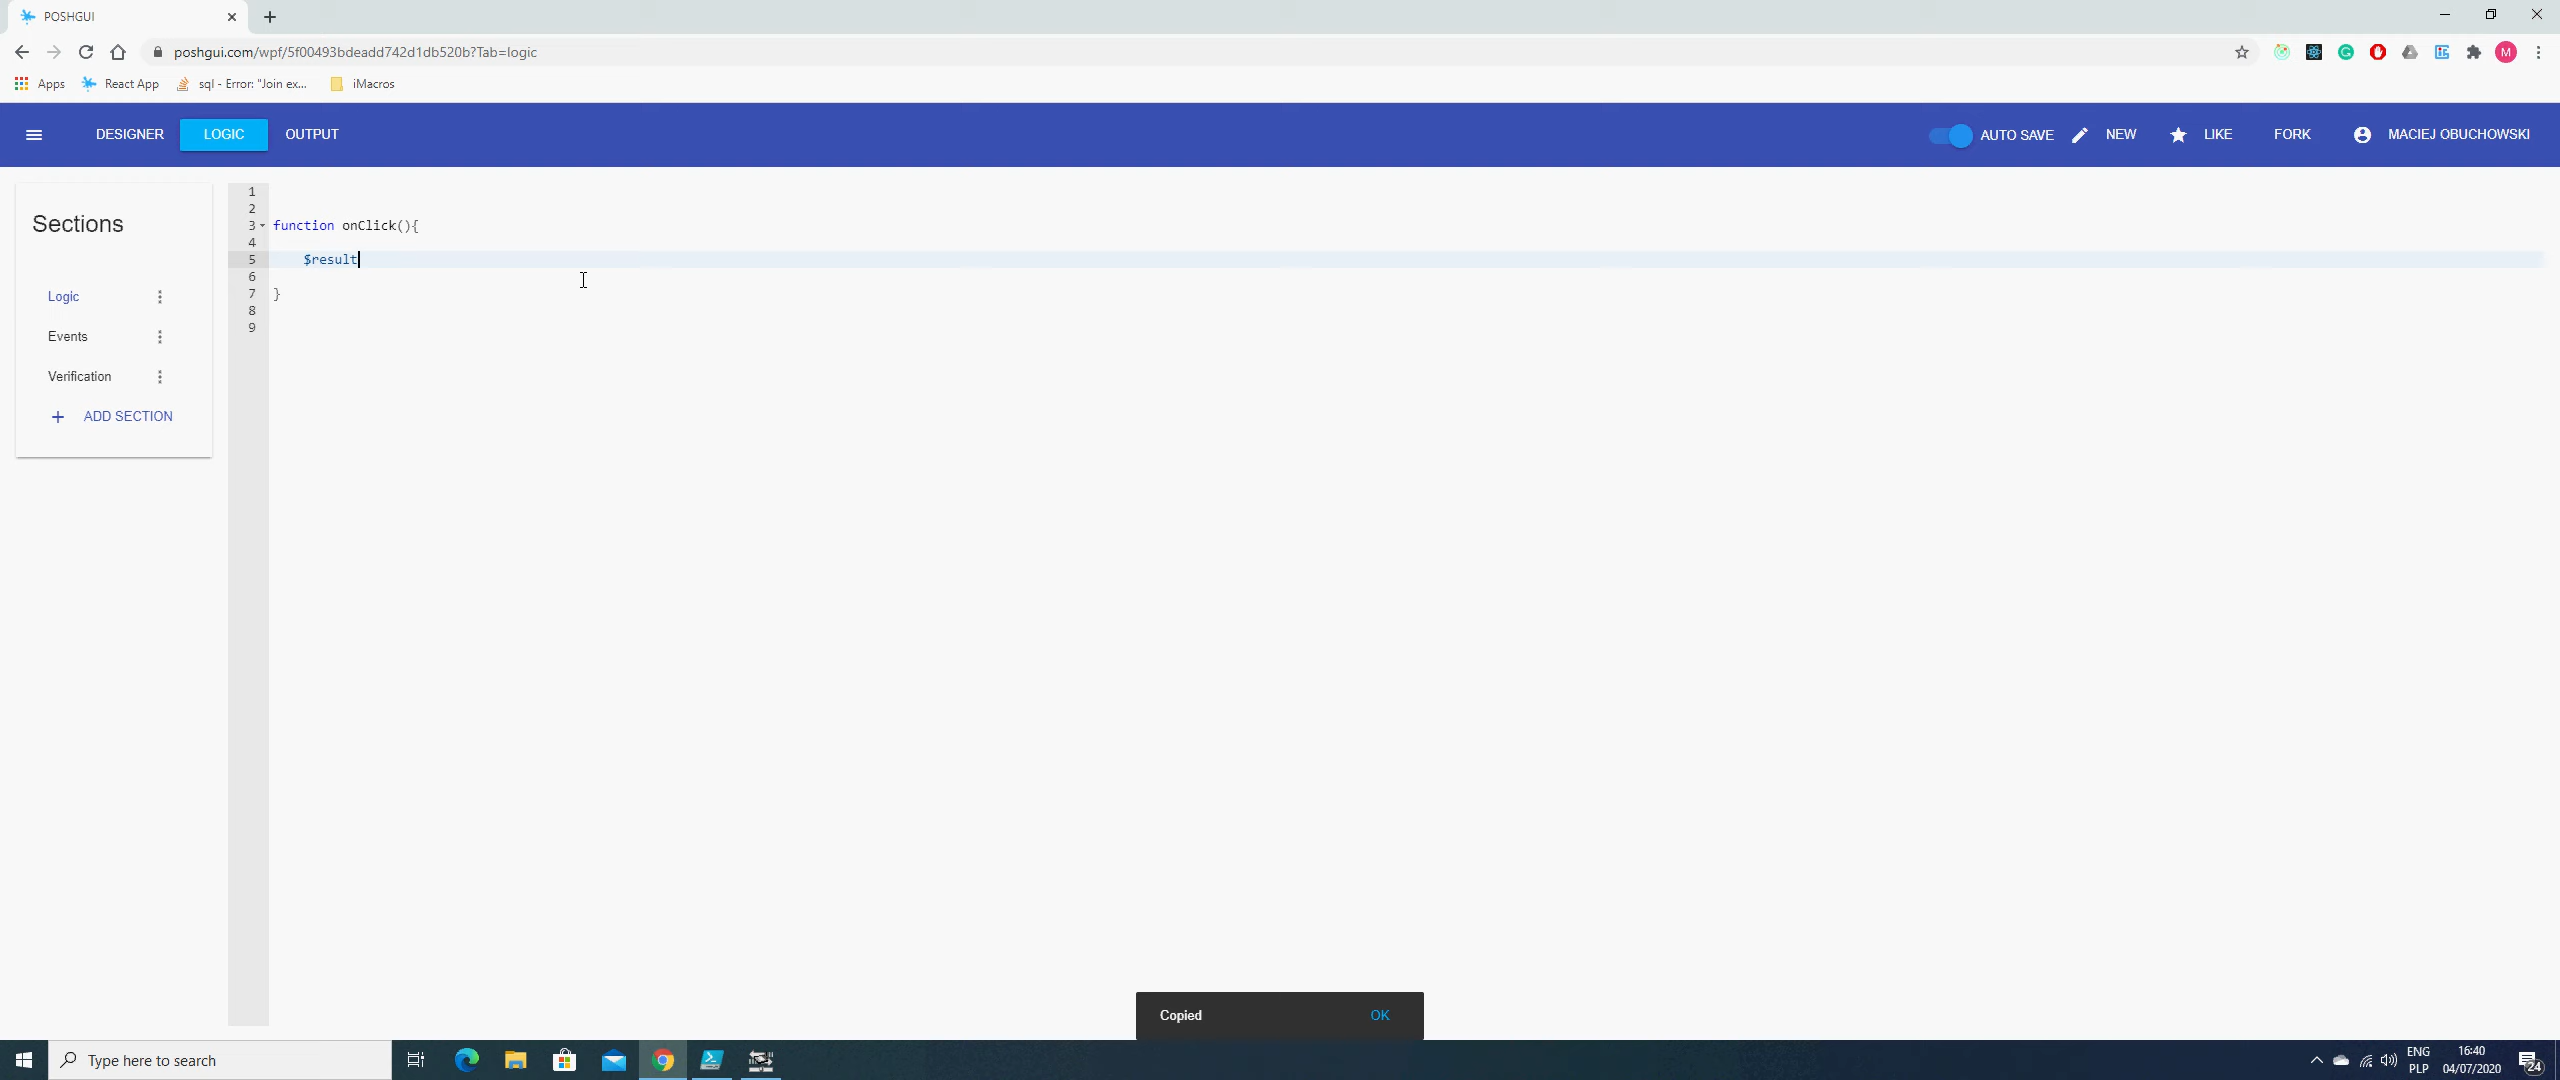 POSHGUI
poshgui.com/wpf/5f00493bdeadd742d1db520b?Tab=logic
M
Apps
React App
sql - Error: "Join ex...
iMacros
DESIGNER
LOGIC
OUTPUT
AUTO SAVE
NEW
LIKE
FORK
MACIEJ OBUCHOWSKI
Sections
Logic
Events
Verification
ADD SECTION
1
2
3 function onClick(){
4
5 $result
6
7 }
8
9
Copied
OK
Type here to search
ENG
PLP
16:40
04/07/2020
24